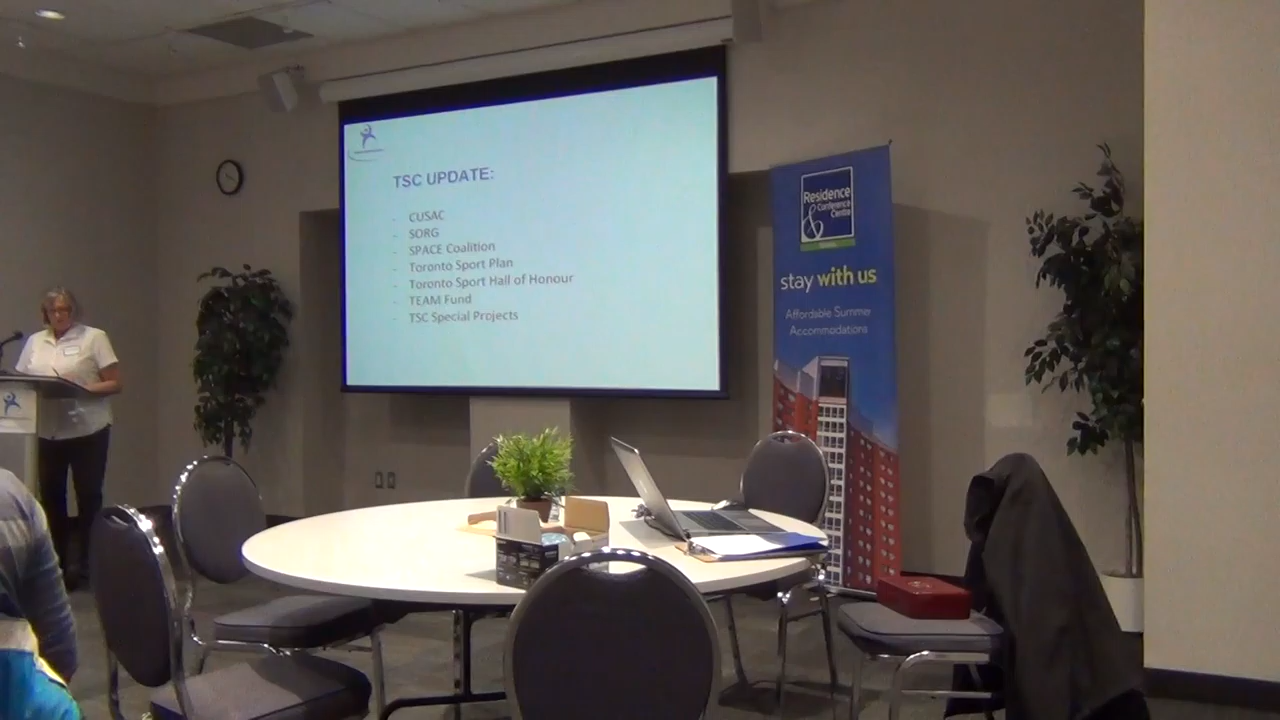 TSC UPDATE:
- CUSAC
- SORG
- SPACE Coalition
- Toronto Sport Plan
- Toronto Sport Hall of Honour
- TEAM Fund
- TSC Special Projects
Residence
& Conference
Centre
stay with us
Affordable Summer
Accommodations